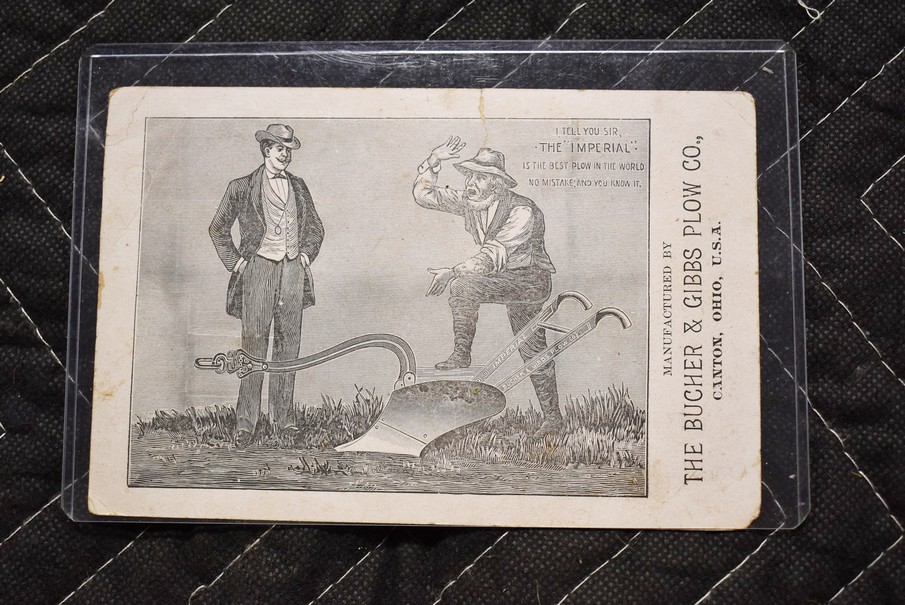 I TELL YOU SIR,
"THE "IMPERIAL":
IS THE BEST PLOW IN THE WORLD
NO MISTAKE, AND YOU KNOW IT.
IMPERIAL
MANUFACTURED BY
THE BUCHER & GIBBS PLOW CO.,
CANTON, OHIO, U.S.A.